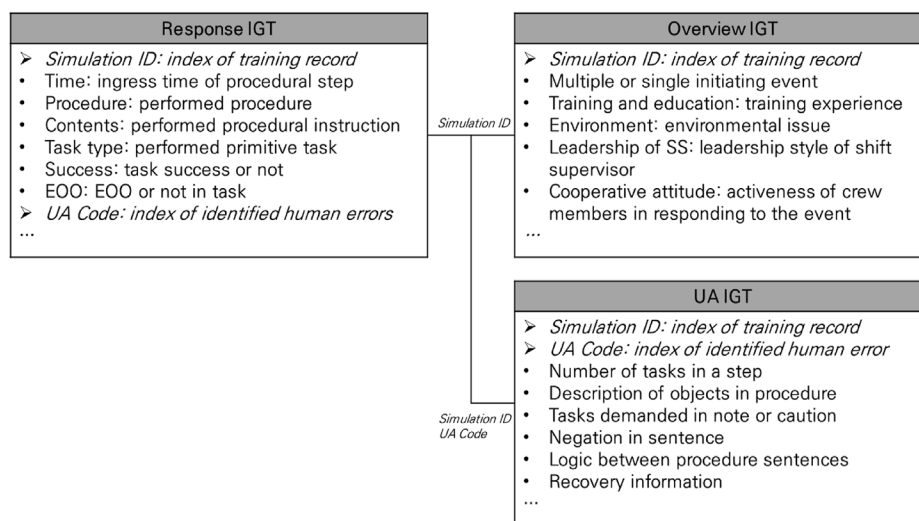 Response IGT
➢ Simulation ID: index of training record
• Time: ingress time of procedural step
• Procedure: performed procedure
• Contents: performed procedural instruction
• Task type: performed primitive task
• Success: task success or not
• EOO: EOO or not in task
➢ UA Code: index of identified human errors
...
Simulation ID
Overview IGT
➢ Simulation ID: index of training record
• Multiple or single initiating event
• Training and education: training experience
• Environment: environmental issue
• Leadership of SS: leadership style of shift
supervisor
• Cooperative attitude: activeness of crew
members in responding to the event
...
Simulation ID
UA Code
UA IGT
➢ Simulation ID: index of training record
➢ UA Code: index of identified human error
• Number of tasks in a step
• Description of objects in procedure
• Tasks demanded in note or caution
• Negation in sentence
• Logic between procedure sentences
• Recovery information
...